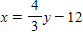 x = 4/3 y − 12